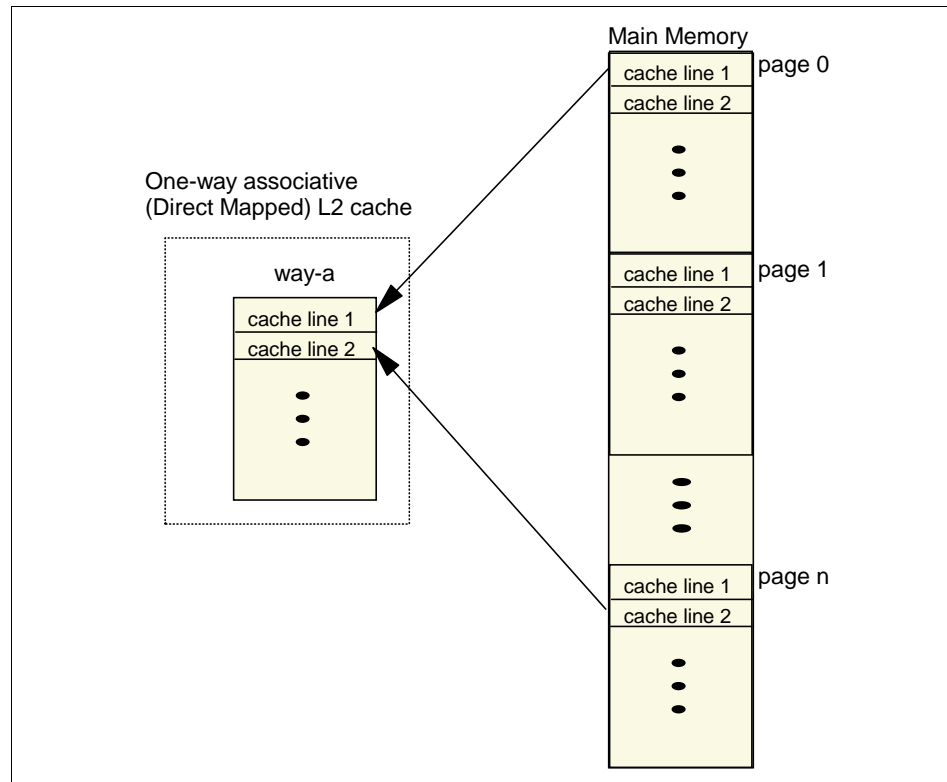 Main Memory
cache line 1
page 0
cache line 2
One-way associative
(Direct Mapped) L2 cache
way-a
cache line 1
cache line 2
cache line 1
page 1
cache line 2
cache line 1
page n
cache line 2